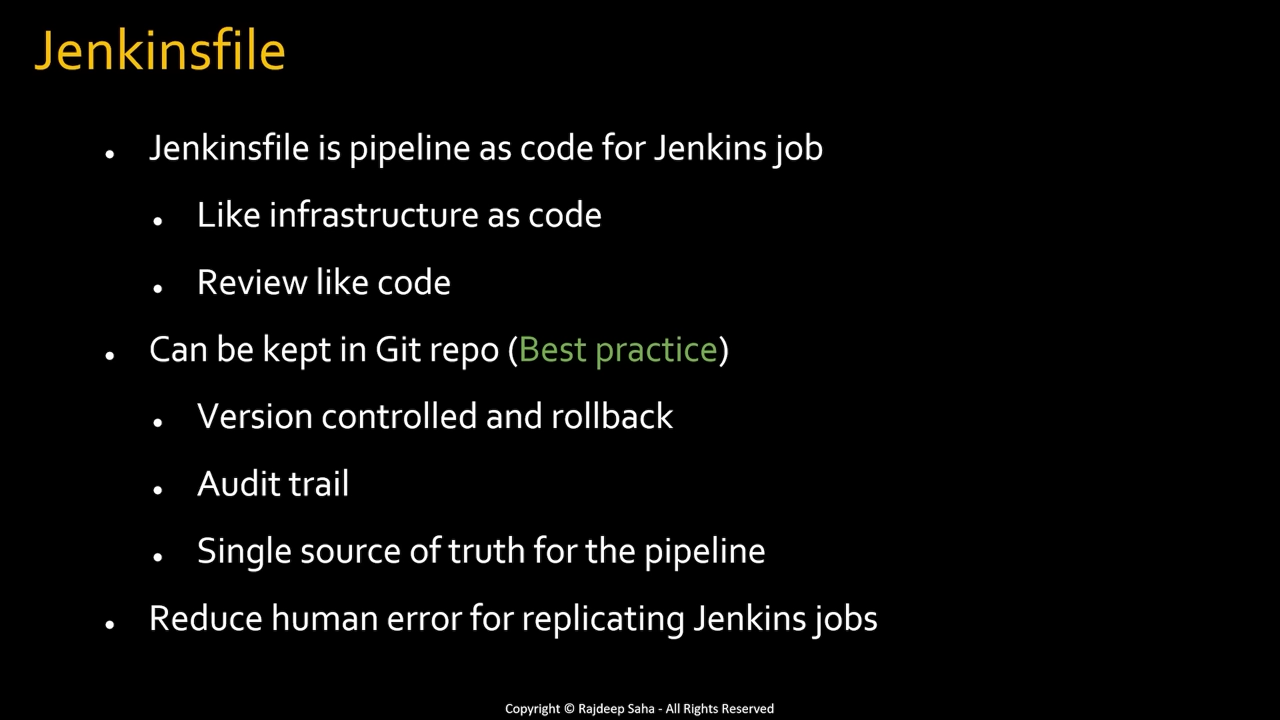 Jenkinsfile
• Jenkinsfile is pipeline as code for Jenkins job
• Like infrastructure as code
• Review like code
• Can be kept in Git repo (Best practice)
• Version controlled and rollback
• Audit trail
• Single source of truth for the pipeline
• Reduce human error for replicating Jenkins jobs
Copyright © Rajdeep Saha - All Rights Reserved